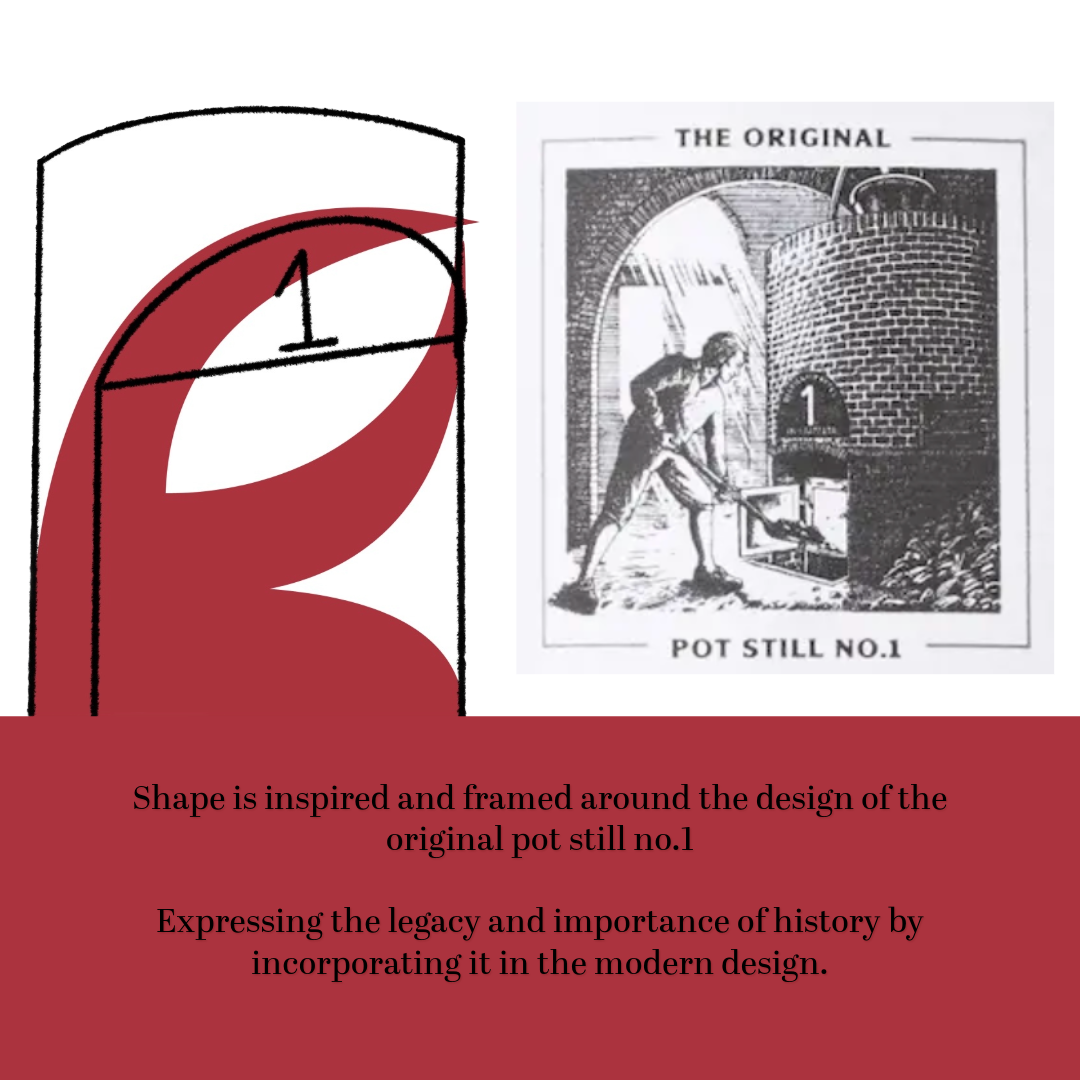 1
THE ORIGINAL
1
POT STILL NO.1
Shape is inspired and framed around the design of the
original pot still no.1
Expressing the legacy and importance of history by
incorporating it in the modern design.